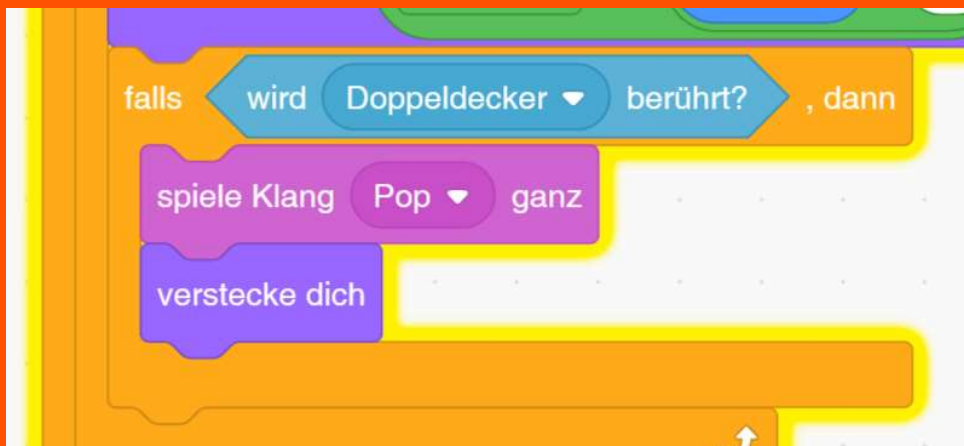 falls wird Doppeldecker berührt? , dann
spiele Klang Pop ganz
verstecke dich